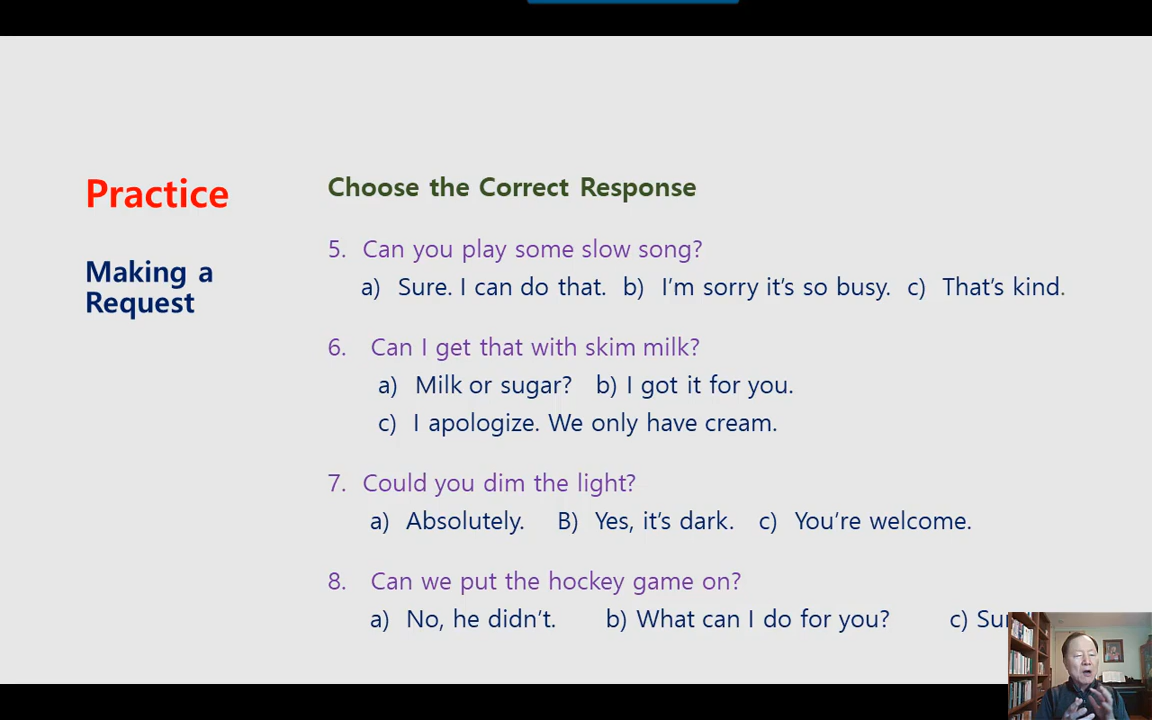 Practice
Making a
Request
Choose the Correct Response
5. Can you play some slow song?
a) Sure. I can do that. b) I'm sorry it's so busy. c) That's kind.
6. Can I get that with skim milk?
a) Milk or sugar? b) I got it for you.
c) I apologize. We only have cream.
7. Could you dim the light?
a) Absolutely. B) Yes, it's dark. c) You're welcome.
8. Can we put the hockey game on?
a) No, he didn't. b) What can I do for you? c)